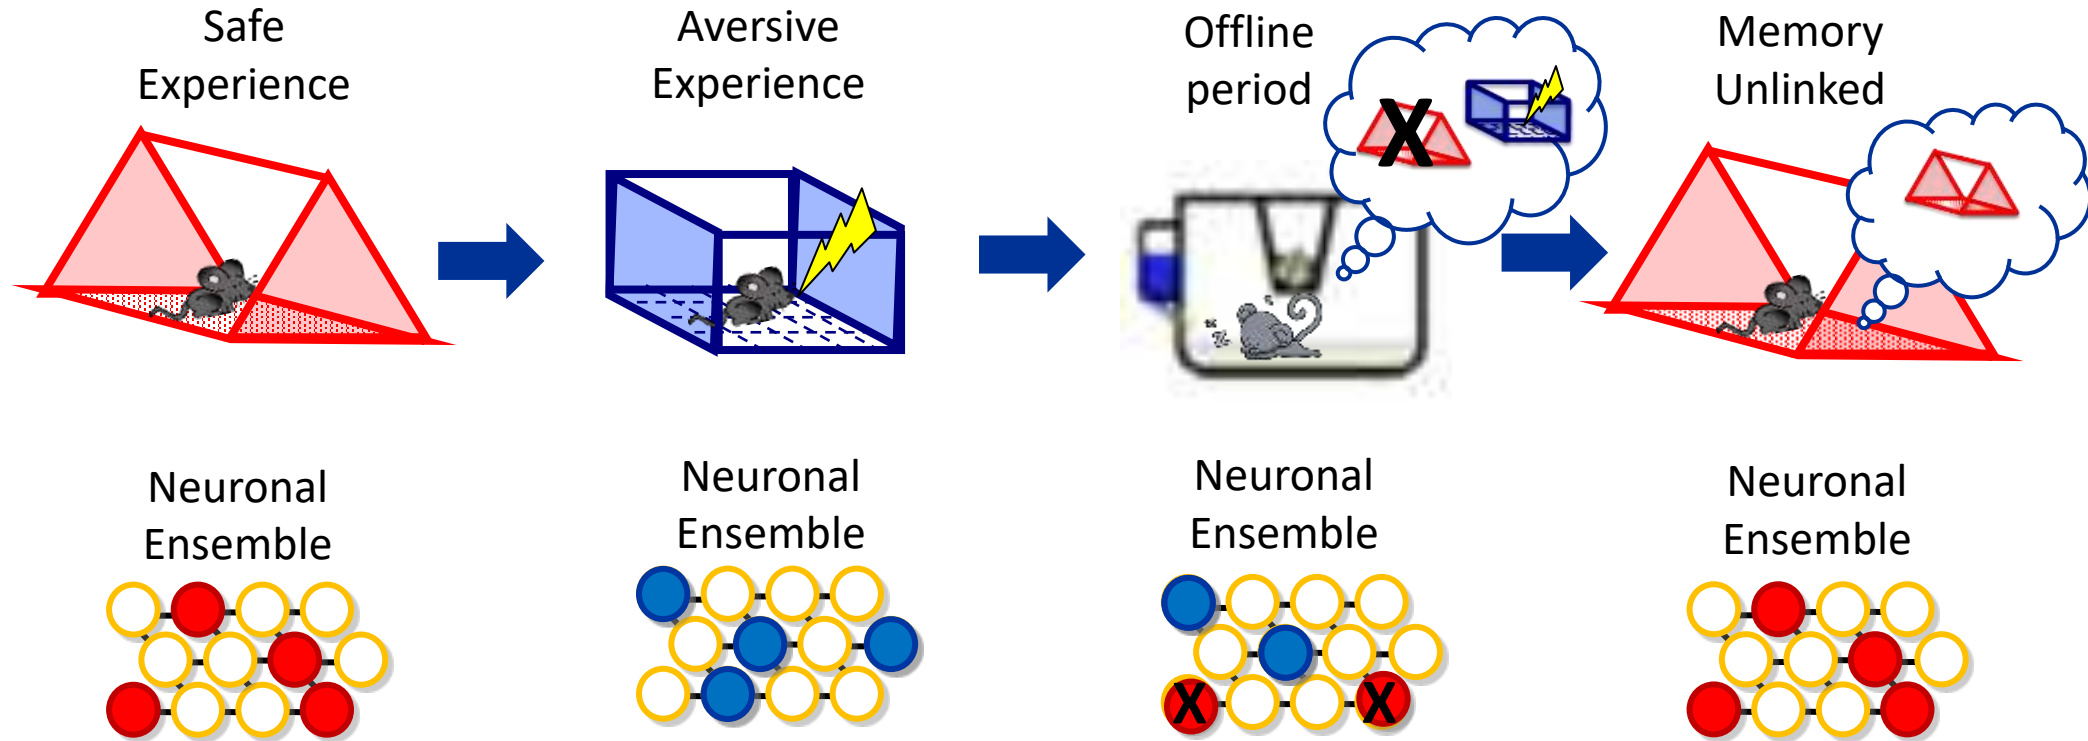 Safe
Experience
Aversive
Experience
Offline
period
X
Memory
Unlinked
Neuronal
Ensemble
Neuronal
Ensemble
Neuronal
Ensemble
X X
Neuronal
Ensemble